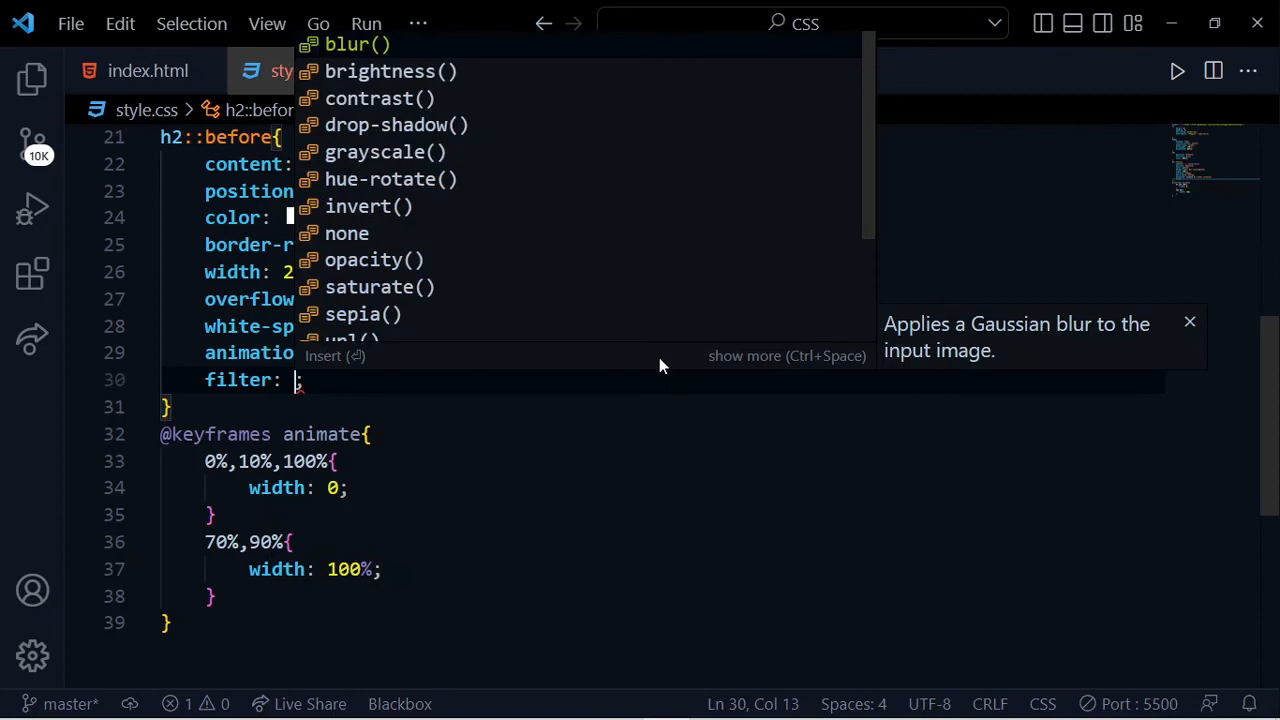 File Edit Selection View Go Run ··· CSS
index.html sty
style.css > h2::befor
21 h2::before{
22 content:
23 position
24 color:
25 border-r
26 width: 2
27 overflow
28 white-sp
29 animatio
30 filter: ;
31 }
32 @keyframes animate{
33 0%,10%,100%{
34 width: 0;
35 }
36 70%,90%{
37 width: 100%;
38 }
39 }
blur()
brightness()
contrast()
drop-shadow()
grayscale()
hue-rotate()
invert()
none
opacity()
saturate()
sepia()
url()
Insert (⏎) show more (Ctrl+Space)
Applies a Gaussian blur to the
input image.
10K
master* 1 0 Live Share Blackbox Ln 30, Col 13 Spaces: 4 UTF-8 CRLF CSS Port : 5500